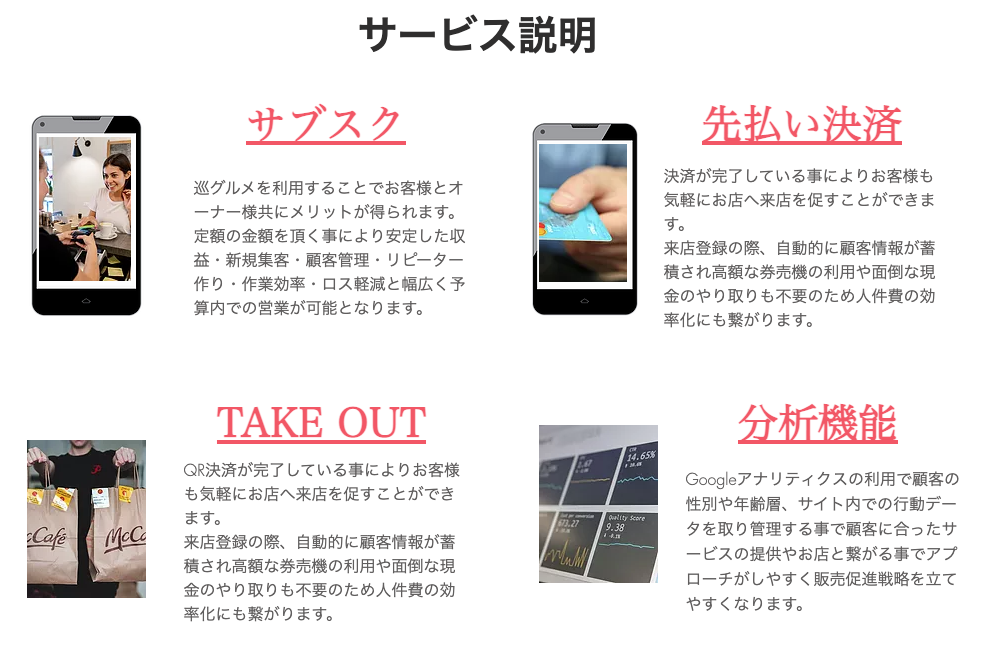 サービス説明
サブスク
巡グルメを利用することでお客様とオ
ーナー様共にメリットが得られます。
定額の金額を頂く事により安定した収
益・新規集客・顧客管理・リピーター
作り・作業効率・ロス軽減と幅広く予
算内での営業が可能となります。
先払い決済
決済が完了している事によりお客様も
気軽にお店へ来店を促すことができま
す。
来店登録の際、自動的に顧客情報が蓄
積され高額な券売機の利用や面倒な現
金のやり取りも不要のため人件費の効
率化にも繋がります。
TAKE OUT
QR決済が完了している事によりお客様
も気軽にお店へ来店を促すことができ
ます。
来店登録の際、自動的に顧客情報が蓄
積され高額な券売機の利用や面倒な現
金のやり取りも不要のため人件費の効
率化にも繋がります。
cCafé
McCa
分析機能
Googleアナリティクスの利用で顧客の
性別や年齢層、サイト内での行動デー
タを取り管理する事で顧客に合ったサ
ービスの提供やお店と繋がる事でアプ
ローチがしやすく販売促進戦略を立て
やすくなります。
14.65%
Quality Score
9.38